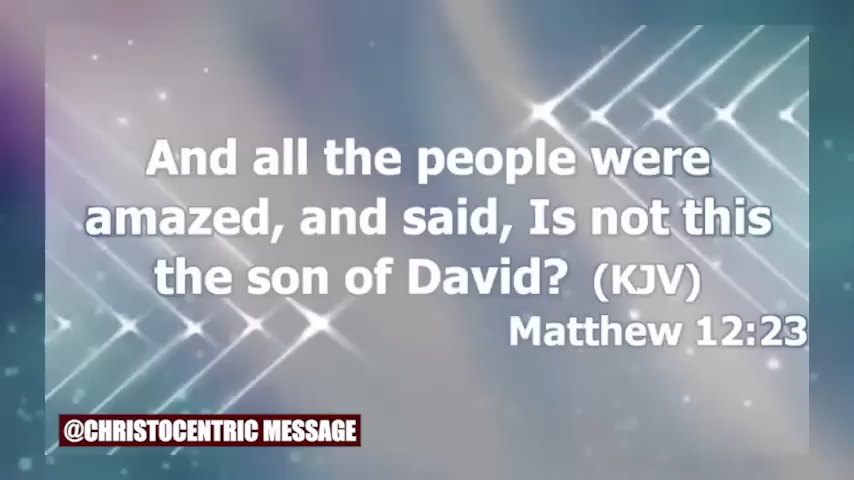 And all the people were
amazed, and said, Is not this
the son of David? (KJV)
Matthew 12:23
@CHRISTOCENTRIC MESSAGE